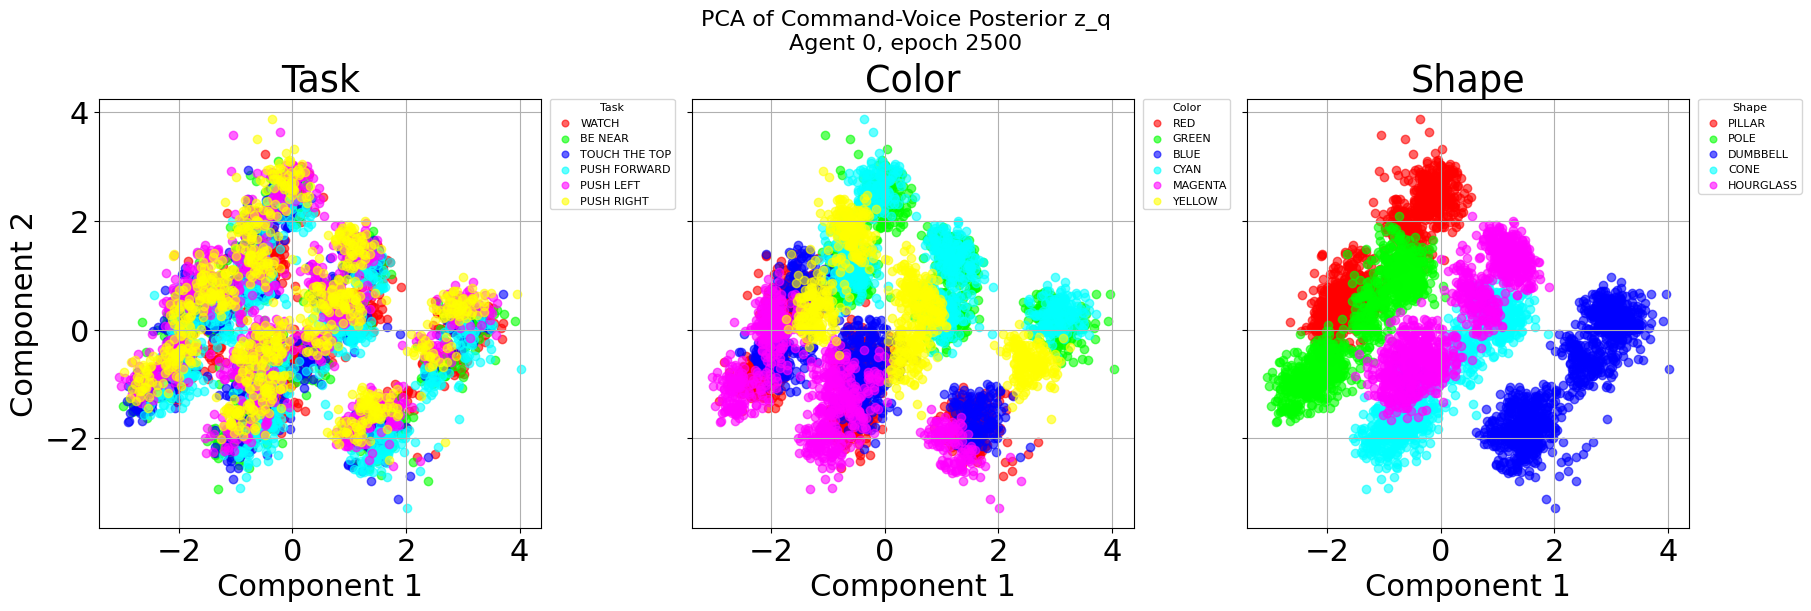 PCA of Command-Voice Posterior z_q
Agent 0, epoch 2500
Task
Component 2
4
2
0
−2
−2
0
2
4
Component 1
Task
WATCH
BE NEAR
TOUCH THE TOP
PUSH FORWARD
PUSH LEFT
PUSH RIGHT
Color
−2
0
2
4
Component 1
Color
RED
GREEN
BLUE
CYAN
MAGENTA
YELLOW
Shape
−2
0
2
4
Component 1
Shape
PILLAR
POLE
DUMBBELL
CONE
HOURGLASS